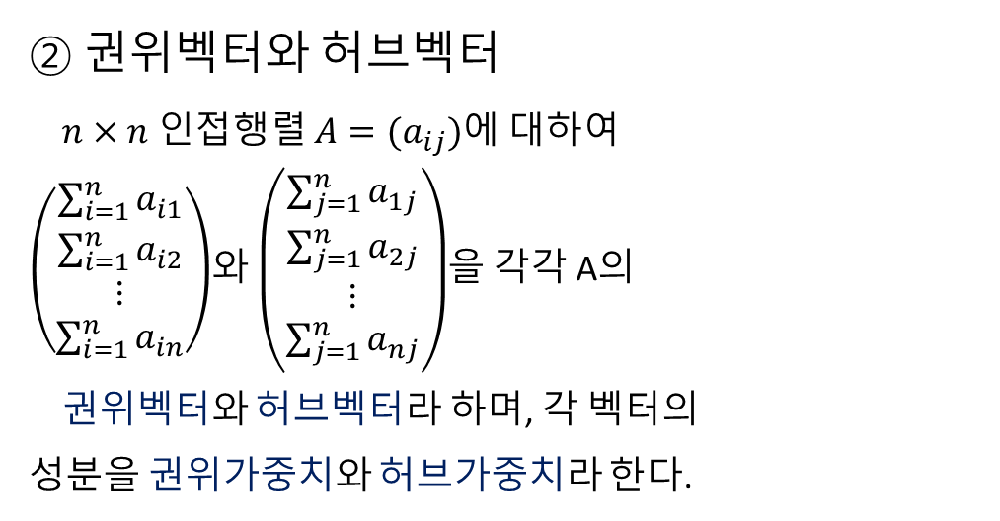 ② 권위벡터와 허브벡터
n × n 인접행렬 A = (a_{ij})에 대하여
\begin{pmatrix} \sum_{i=1}^{n} a_{i1} \\ \sum_{i=1}^{n} a_{i2} \\ \vdots \\ \sum_{i=1}^{n} a_{in} \end{pmatrix}와 \begin{pmatrix} \sum_{j=1}^{n} a_{1j} \\ \sum_{j=1}^{n} a_{2j} \\ \vdots \\ \sum_{j=1}^{n} a_{nj} \end{pmatrix}을 각각 A의
권위벡터와 허브벡터라 하며, 각 벡터의
성분을 권위가중치와 허브가중치라 한다.